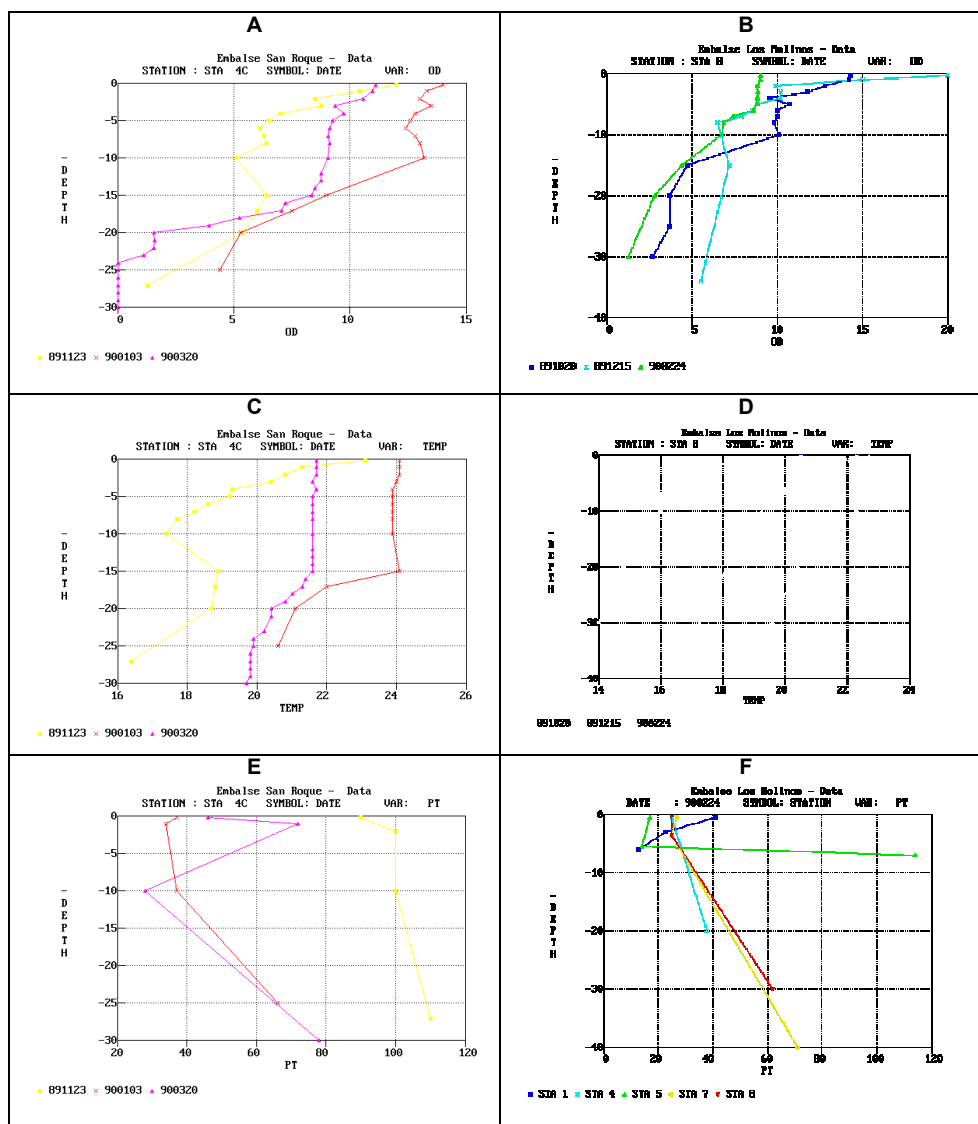 A
Embalse San Roque - Data
STATION : STA 4C SYMBOL: DATE VAR: OD
0
-5
-10
-15
-20
-25
-30
- DEPTH
0 5 10 15
OD
891123 900103 900320
B
Embalse Los Molinos - Data
STATION : STA 8 SYMBOL: DATE VAR: OD
0
-10
-20
-30
-40
- DEPTH
0 5 10 15 20
OD
891020 891215 900224
C
Embalse San Roque - Data
STATION : STA 4C SYMBOL: DATE VAR: TEMP
0
-5
-10
-15
-20
-25
-30
- DEPTH
16 18 20 22 24 26
TEMP
891123 900103 900320
D
Embalse Los Molinos - Data
STATION : STA 8 SYMBOL: DATE VAR: TEMP
0
-10
-20
-30
-40
- DEPTH
14 16 18 20 22 24
TEMP
891020 891215 900224
E
Embalse San Roque - Data
STATION : STA 4C SYMBOL: DATE VAR: PT
0
-5
-10
-15
-20
-25
-30
- DEPTH
20 40 60 80 100 120
PT
891123 900103 900320
F
Embalse Los Molinos - Data
DATE : 900224 SYMBOL: STATION VAR: PT
0
-10
-20
-30
-40
- DEPTH
0 20 40 60 80 100 120
PT
STA 1 STA 4 STA 5 STA 7 STA 8